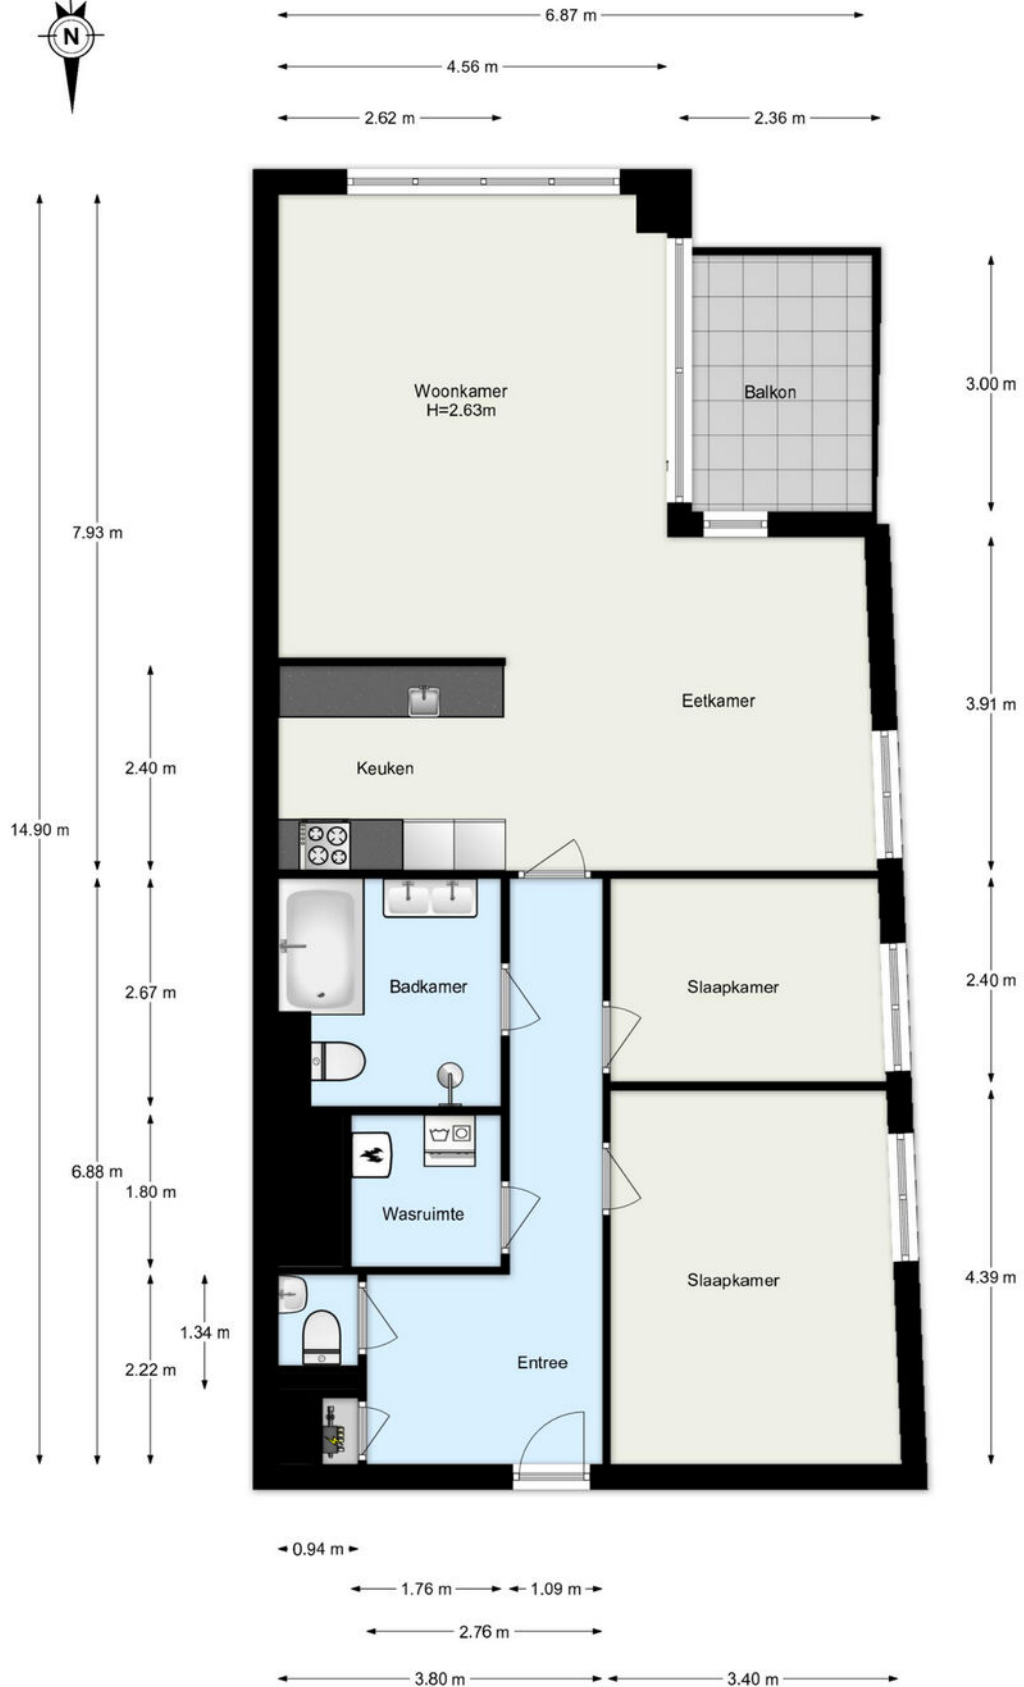 N
6.87 m
4.56 m
2.62 m
2.36 m
Woonkamer
H=2.63m
Balkon
3.00 m
7.93 m
Eetkamer
3.91 m
Keuken
2.40 m
14.90 m
Badkamer
Slaapkamer
2.40 m
2.67 m
6.88 m
1.80 m
Wasruimte
Slaapkamer
4.39 m
1.34 m
2.22 m
Entree
0.94 m
1.76 m
1.09 m
2.76 m
3.80 m
3.40 m